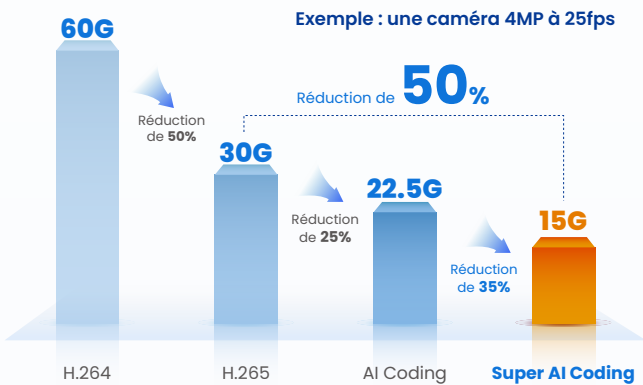 Exemple : une caméra 4MP à 25fps
60G
Réduction
de 50%
Réduction de 50%
30G
Réduction
de 25%
22.5G
Réduction
de 35%
15G
H.264
H.265
AI Coding
Super AI Coding